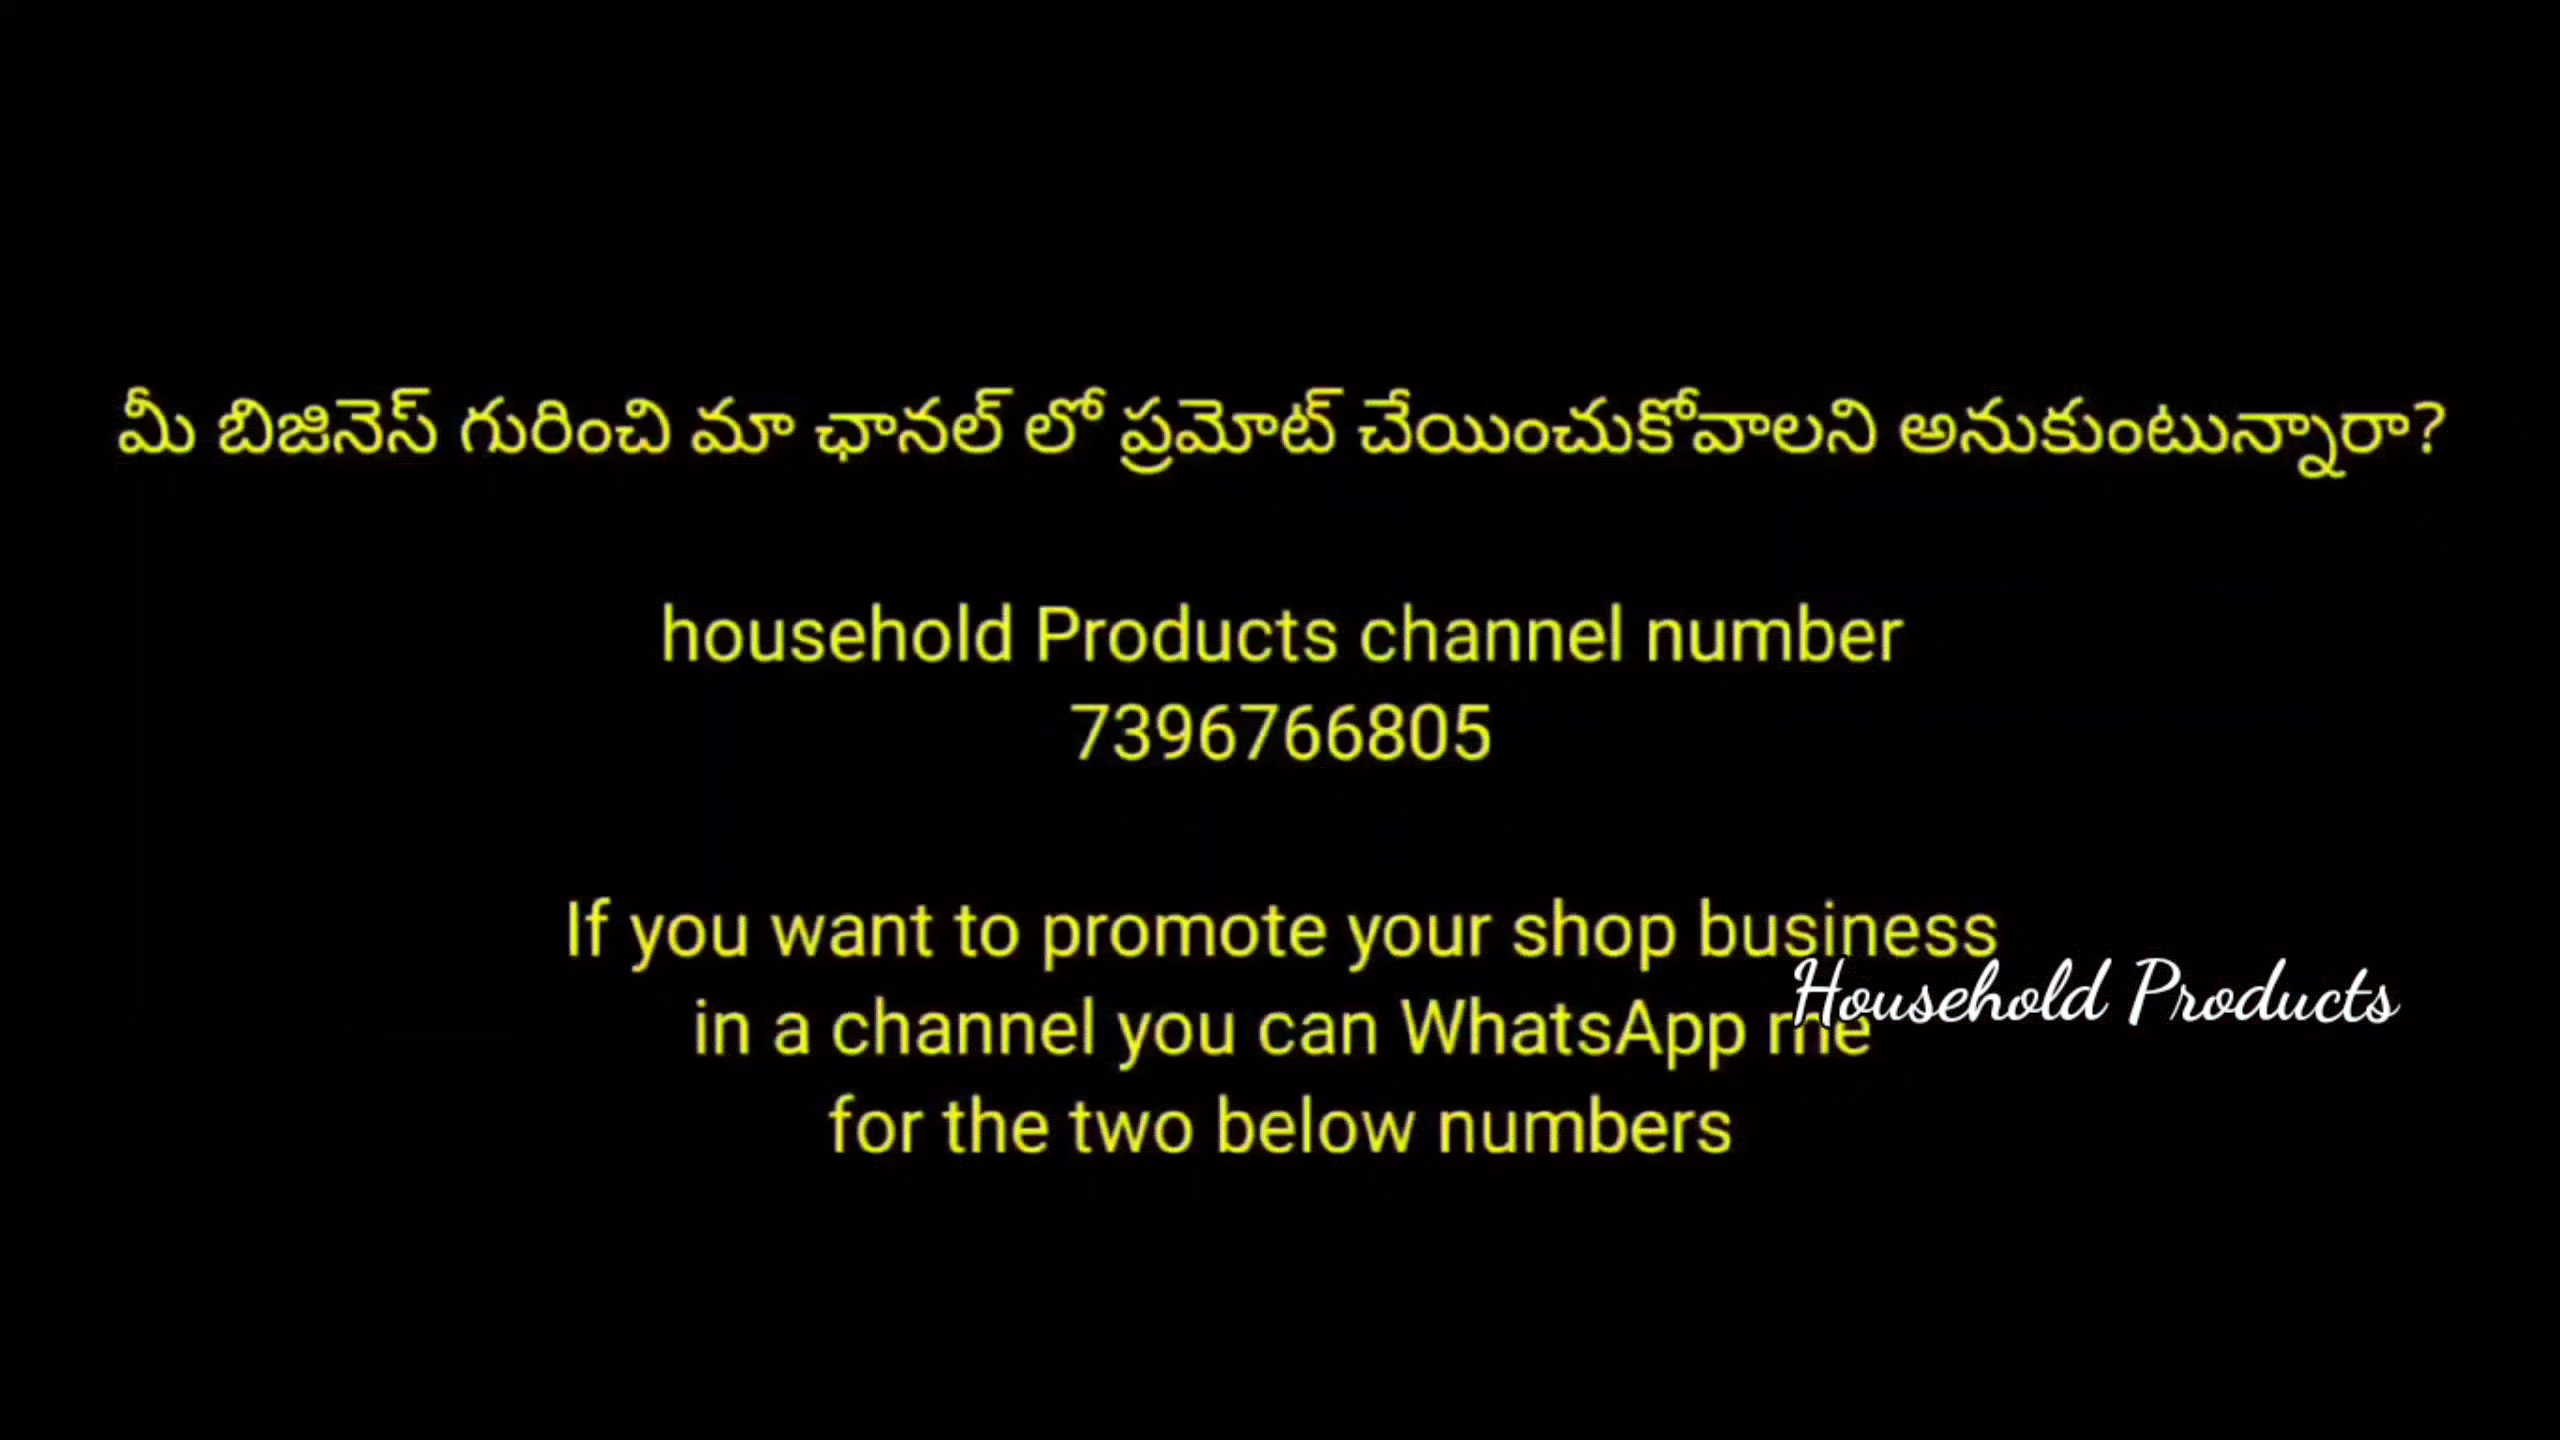 మీ బిజినెస్ గురించి మా ఛానల్ లో ప్రమోట్ చేయించుకోవాలని అనుకుంటున్నారా?
household Products channel number
7396766805
If you want to promote your shop business
in a channel you can WhatsApp me
for the two below numbers
Household Products